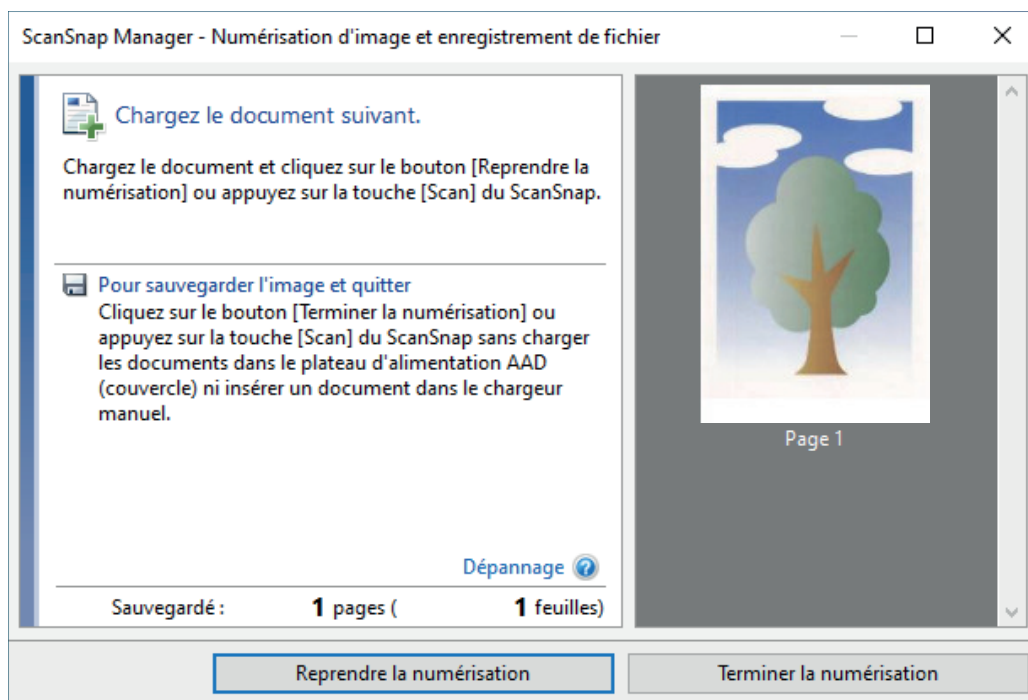 ScanSnap Manager - Numérisation d'image et enregistrement de fichier
Chargez le document suivant.
Chargez le document et cliquez sur le bouton [Reprendre la
numérisation] ou appuyez sur la touche [Scan] du ScanSnap.
Pour sauvegarder l'image et quitter
Cliquez sur le bouton [Terminer la numérisation] ou
appuyez sur la touche [Scan] du ScanSnap sans charger
les documents dans le plateau d'alimentation AAD
(couvercle) ni insérer un document dans le chargeur
manuel.
Dépannage
Sauvegardé : 1 pages ( 1 feuilles)
Page 1
Reprendre la numérisation
Terminer la numérisation